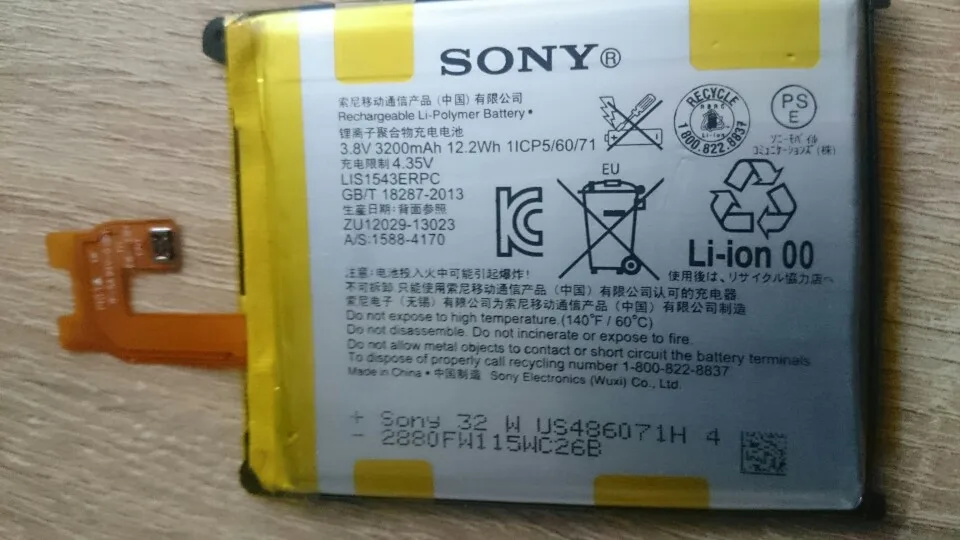 SONY®
索尼移动通信产品 (中国) 有限公司
Rechargeable Li-Polymer Battery
锂离子聚合物充电电池
3.8V 3200mAh 12.2Wh 1ICP5/60/71
充电限制 4.35V
LIS1543ERPC
GB/T 18287-2013
生産日期: 背面参照
ZU12029-13023
A/S:1588-4170
RECYCLE
RBRC
Li-ion
1.800.822.8837
PS
E
ソニーモバイル
コミュニケーションズ (株)
EU
Li-ion 00
使用後は、リサイクル協力店へ
注意: 电池投入火中可能引起爆炸!
不可拆卸 只能使用索尼移动通信产品 (中国) 有限公司认可的充电器
索尼电子 (无锡) 有限公司为索尼移动通信产品 (中国) 有限公司制造
Do not expose to high temperature.(140°F / 60°C)
Do not disassemble. Do not incinerate or expose to fire.
Do not allow metal objects to contact or short circuit the battery terminals
To dispose of properly call recycling number 1-800-822-8837
Made in China • 中国制造 Sony Electronics (Wuxi) Co., Ltd.
+ Sony 32 W US486071H 4
- 2880FW115WC26B